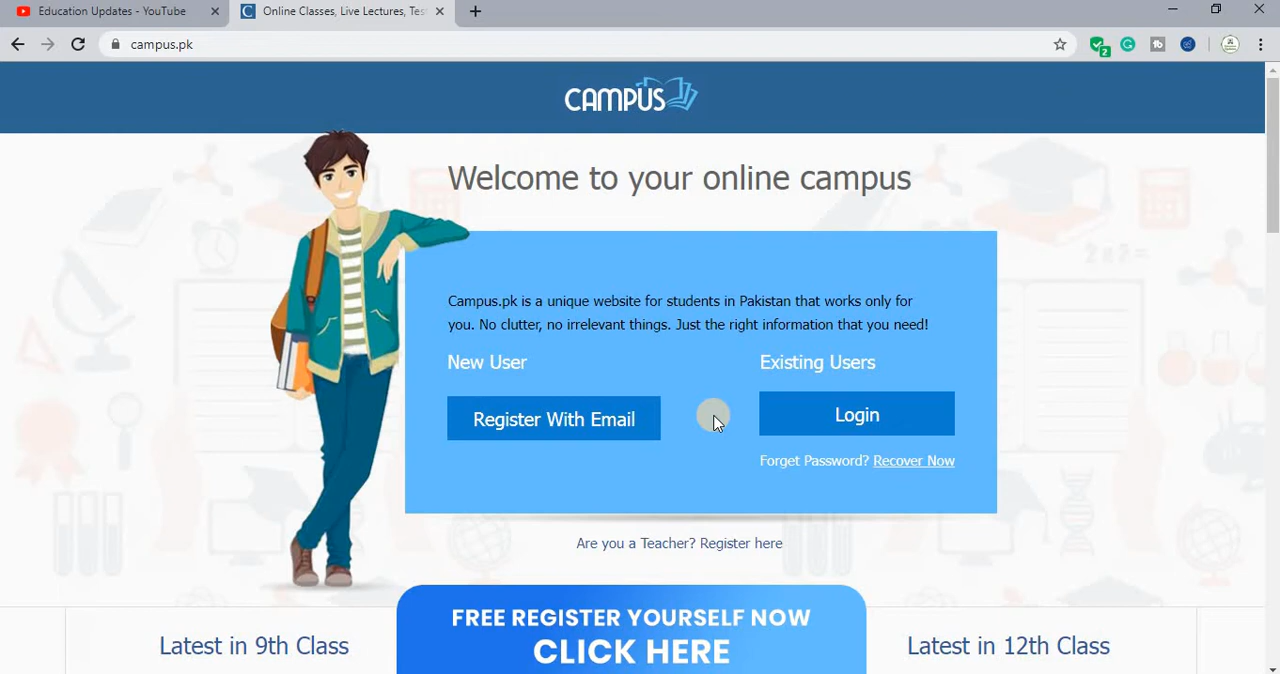 Education Updates - YouTube
Online Classes, Live Lectures, Tes
campus.pk
2
CAMPUS
Welcome to your online campus
Campus.pk is a unique website for students in Pakistan that works only for
you. No clutter, no irrelevant things. Just the right information that you need!
New User
Existing Users
Register With Email
Login
Forget Password? Recover Now
Are you a Teacher? Register here
FREE REGISTER YOURSELF NOW
CLICK HERE
Latest in 9th Class
Latest in 12th Class